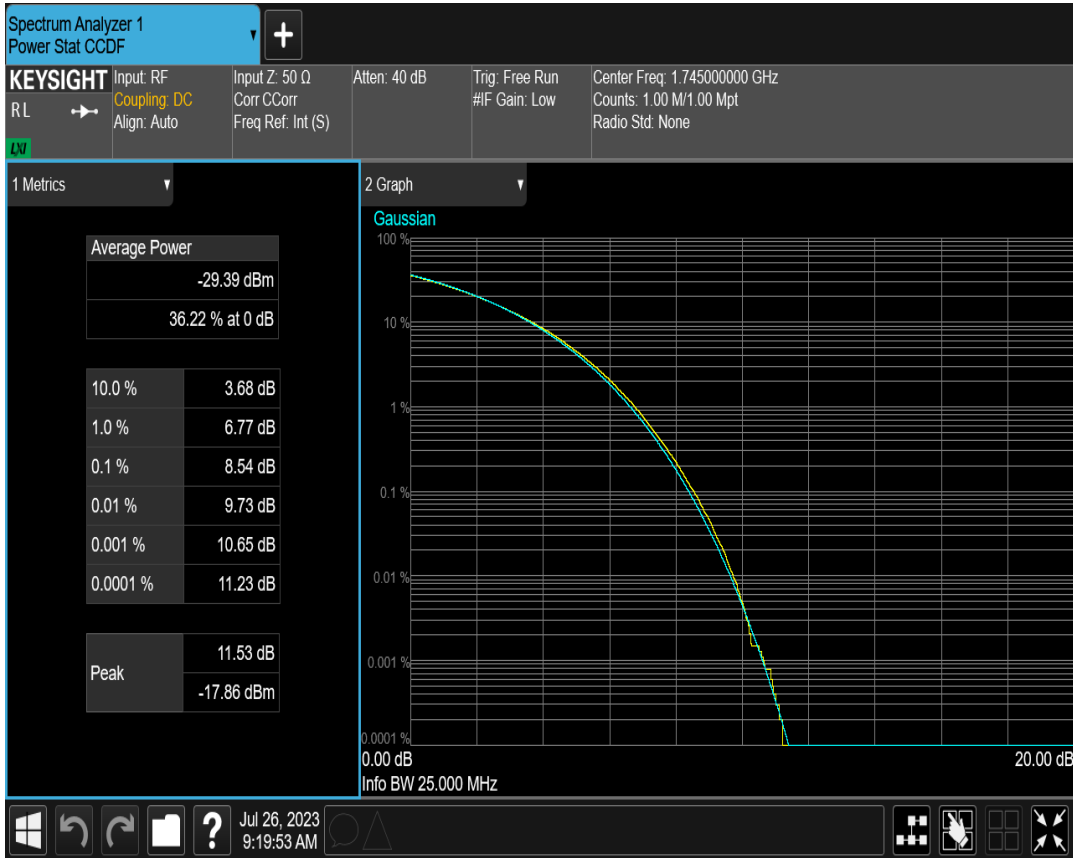 Spectrum Analyzer 1
Power Stat CCDF
KEYSIGHT
RL
LXI
Input: RF
Coupling: DC
Align: Auto
Input Z: 50 Ω
Corr CCorr
Freq Ref: Int (S)
Atten: 40 dB
Trig: Free Run
#IF Gain: Low
Center Freq: 1.745000000 GHz
Counts: 1.00 M/1.00 Mpt
Radio Std: None
1 Metrics
Average Power
-29.39 dBm
36.22 % at 0 dB
10.0 % 3.68 dB
1.0 % 6.77 dB
0.1 % 8.54 dB
0.01 % 9.73 dB
0.001 % 10.65 dB
0.0001 % 11.23 dB
Peak
11.53 dB
-17.86 dBm
2 Graph
Gaussian
100 %
10 %
1 %
0.1 %
0.01 %
0.001 %
0.0001 %
0.00 dB 20.00 dB
Info BW 25.000 MHz
?
Jul 26, 2023
9:19:53 AM